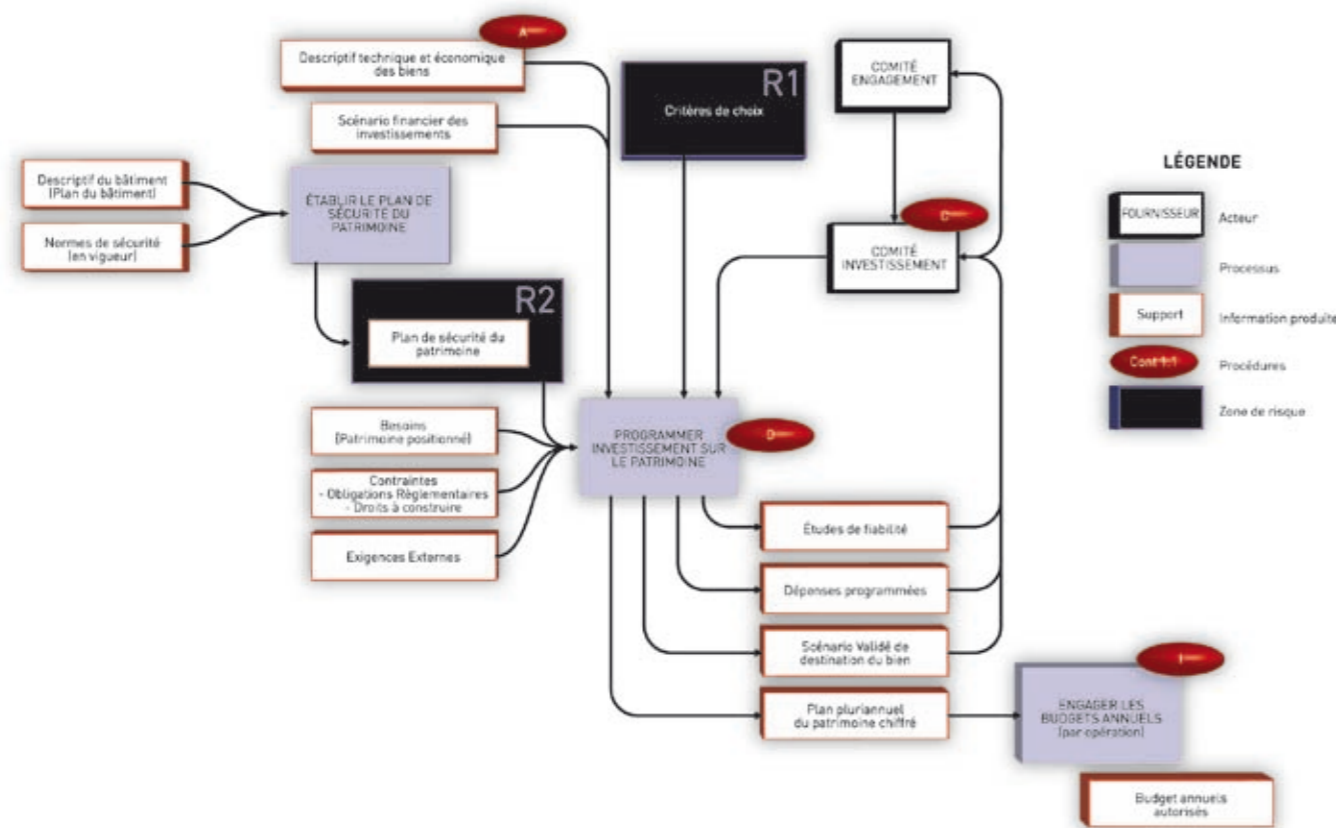 A
Descriptif technique et économique
des biens
Scénario financier des
investissements
R1
Critères de choix
COMITÉ
ENGAGEMENT
Descriptif du bâtiment
(Plan du bâtiment)
Normes de sécurité
(en vigueur)
ÉTABLIR LE PLAN DE
SÉCURITÉ DU
PATRIMOINE
C
COMITÉ
INVESTISSEMENT
R2
Plan de sécurité du
patrimoine
Besoins
(Patrimoine positionné)
Contraintes
- Obligations Règlementaires
- Droits à construire
Exigences Externes
PROGRAMMER
INVESTISSEMENT SUR
LE PATRIMOINE
D
Études de fiabilité
Dépenses programmées
Scénario Validé de
destination du bien
Plan pluriannuel
du patrimoine chiffré
ENGAGER LES
BUDGETS ANNUELS
(par opération)
Budget annuels
autorisés
LÉGENDE
FOURNISSEUR
Acteur
Processus
Support
Information produite
Cont 1.1
Procédures
Zone de risque